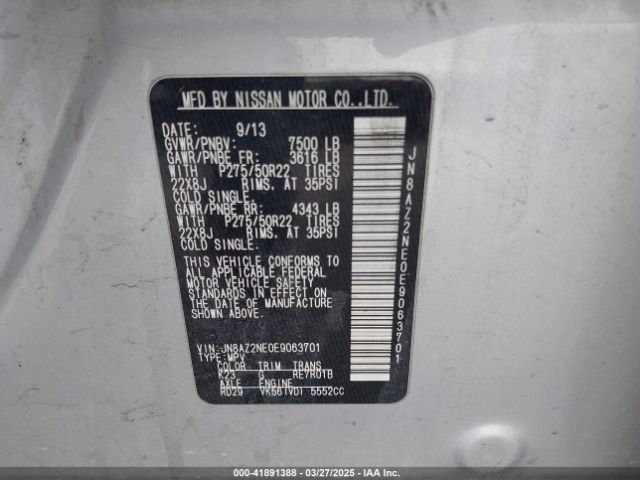 MFD BY NISSAN MOTOR CO.,LTD.
DATE: 9/13
GVWR/PNBV: 7500 LB
GAWR/PNBE FR: 3616 LB
WITH P275/50R22 TIRES
22X8J RIMS. AT 35PSI
COLD SINGLE.
GAWR/PNBE RR: 4343 LB
WITH P275/50R22 TIRES
22X8J RIMS. AT 35PSI
COLD SINGLE.
THIS VEHICLE CONFORMS TO
ALL APPLICABLE FEDERAL
MOTOR VEHICLE SAFETY
STANDARDS IN EFFECT ON
THE DATE OF MANUFACTURE
SHOWN ABOVE.
VIN: JN8AZ2NE0E9063701
TYPE: MPV
COLOR TRIM TRANS
K23 G RE7R01B
AXLE ENGINE
RD29 VK56(VD) 5552CC
JN8AZ2NE0E9063701
000-41891388 - 03/27/2025 - IAA Inc.